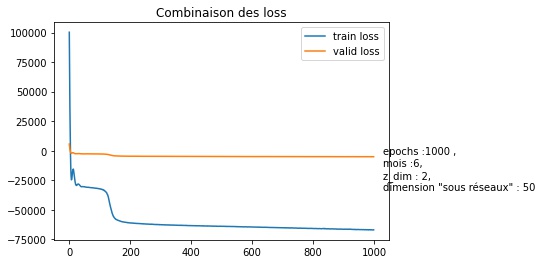 Combinaison des loss
train loss
valid loss
100000
75000
50000
25000
0
−25000
−50000
−75000
0
200
400
600
800
1000
epochs :1000 ,
mois :6,
z_dim : 2,
dimension "sous réseaux" : 50